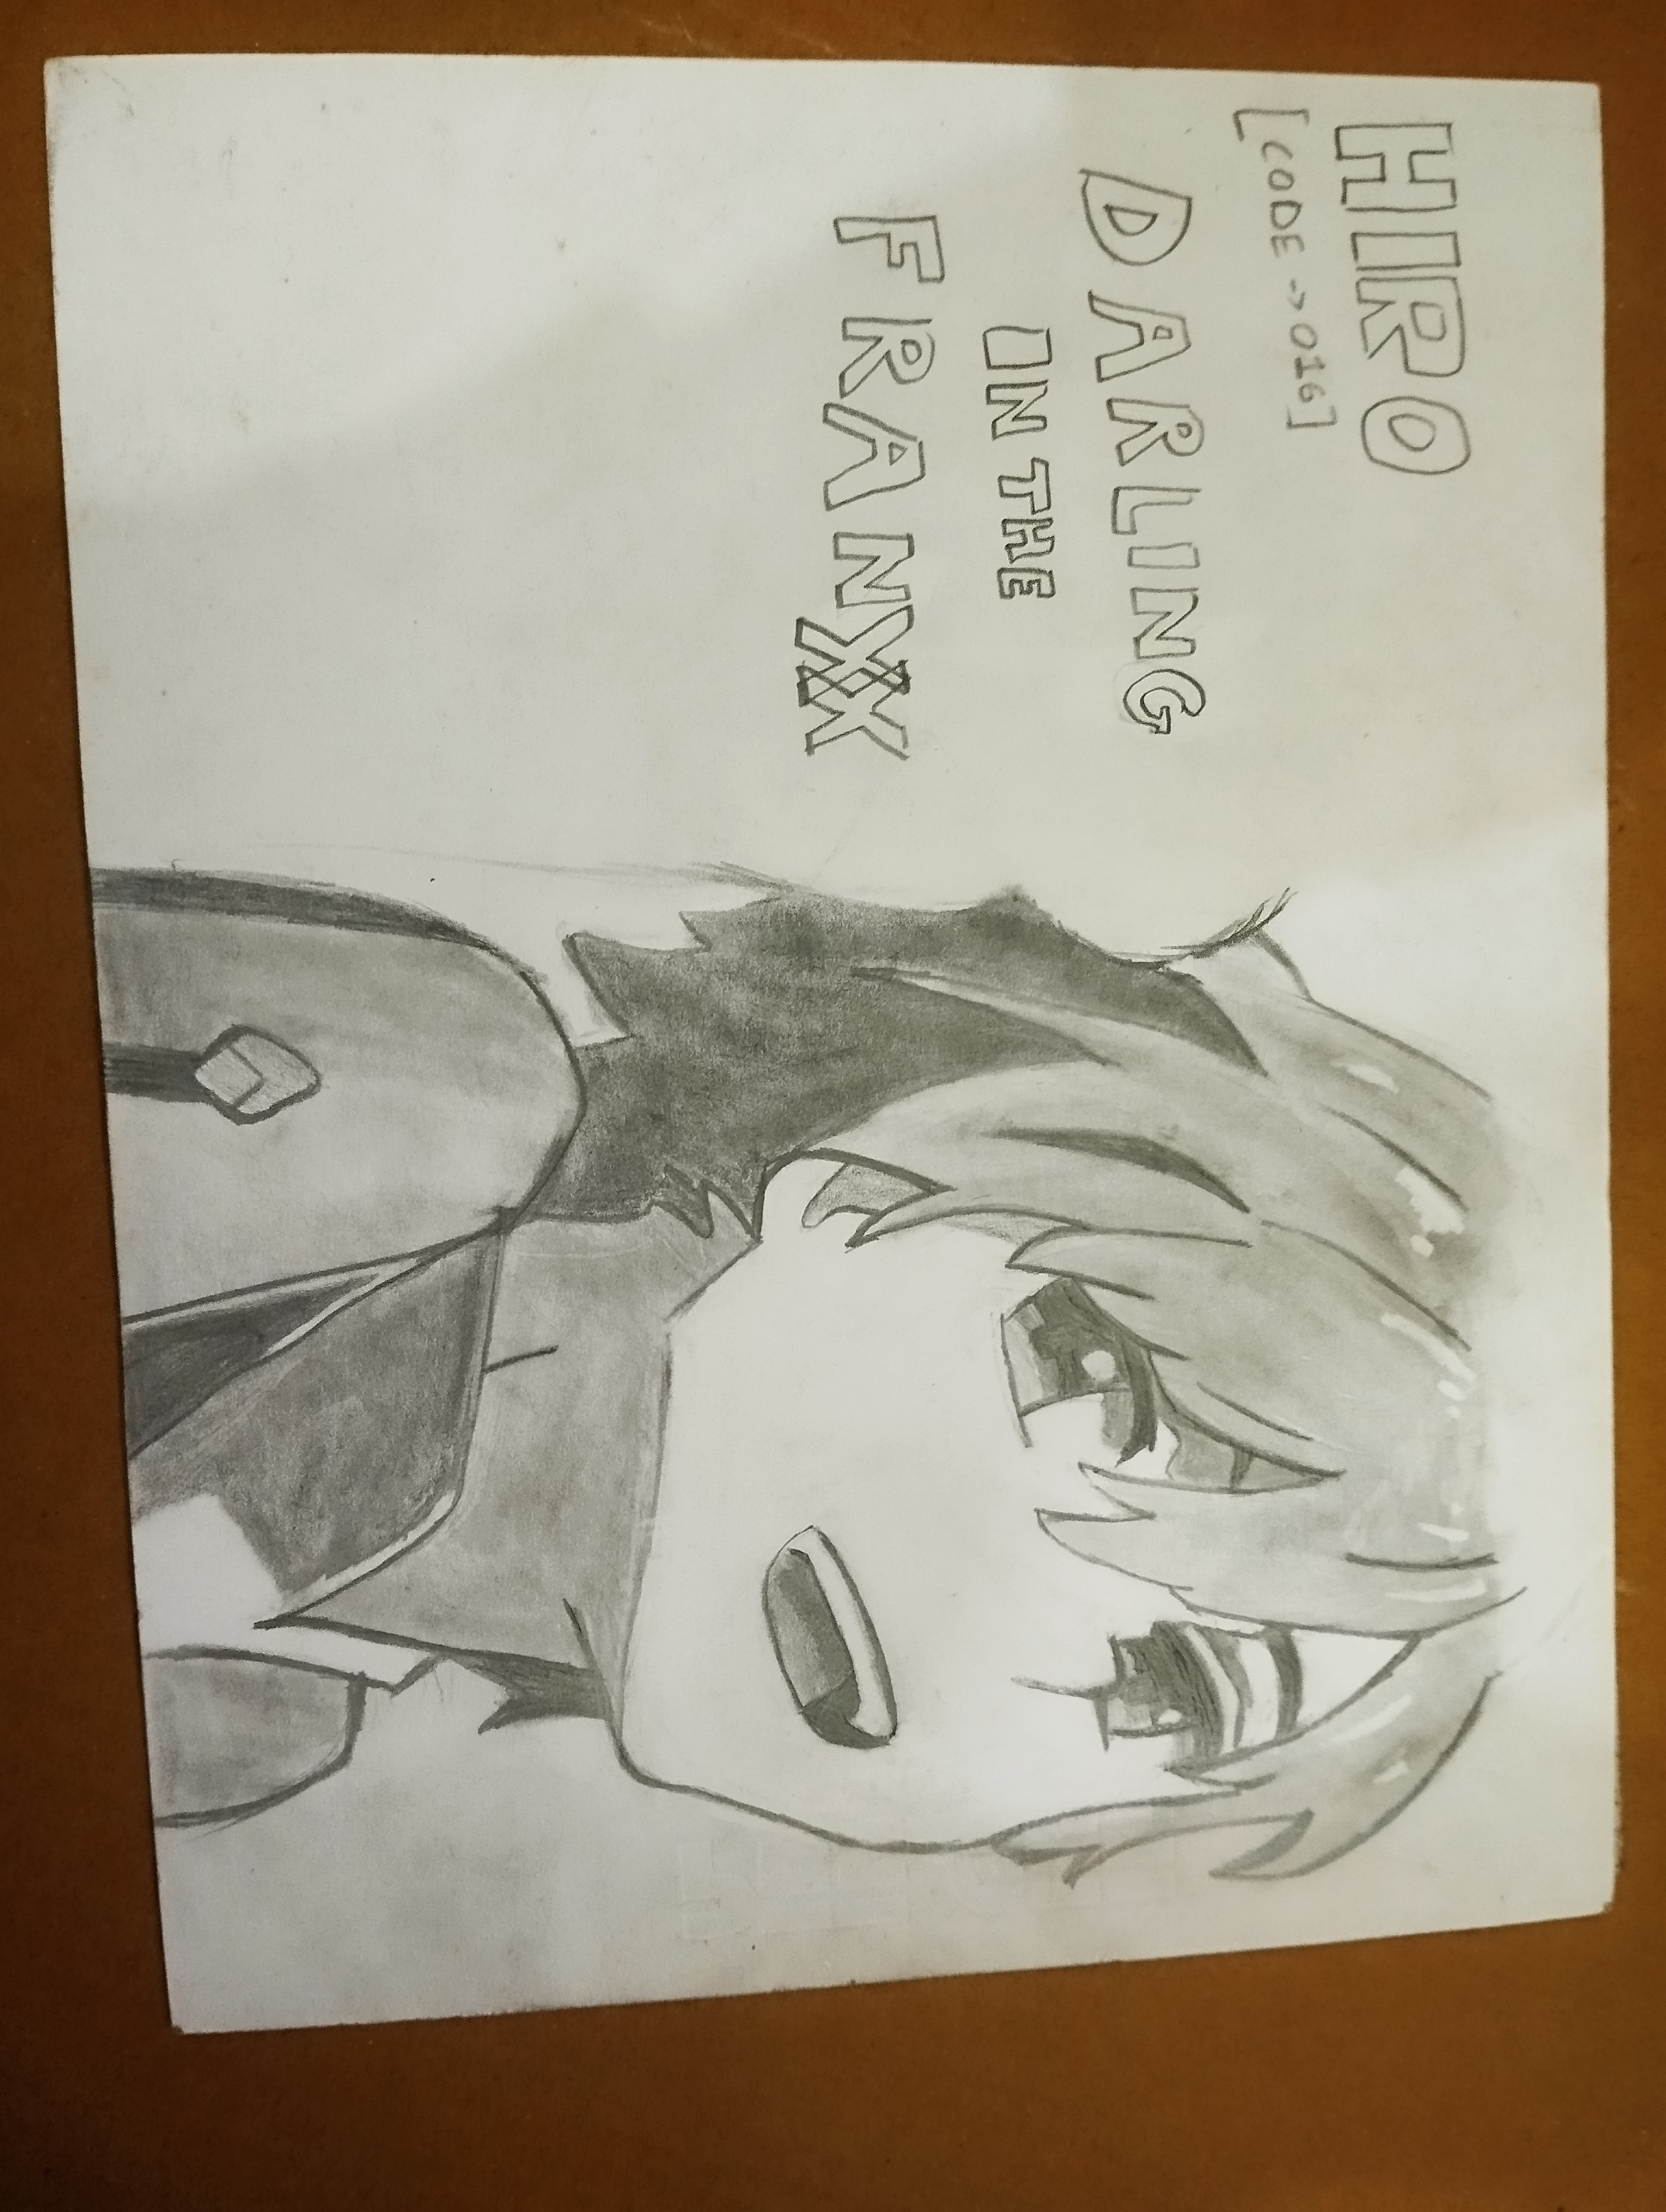 HIRO
[CODE -> 016]
DARLING
IN THE
FRANXX